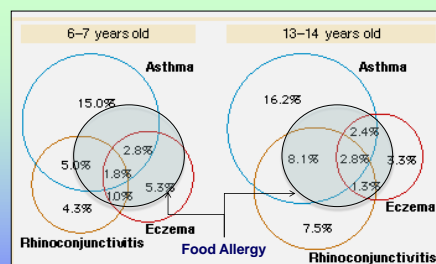 6–7 years old
13–14 years old
Asthma
Asthma
15.0%
16.2%
2.8%
2.4%
5.0%
8.1%
2.8%
3.3%
1.8%
1.0%
5.3%
1.3%
4.3%
Eczema
Eczema
7.5%
Rhinoconjunctivitis
Food Allergy
Rhinoconjunctivitis